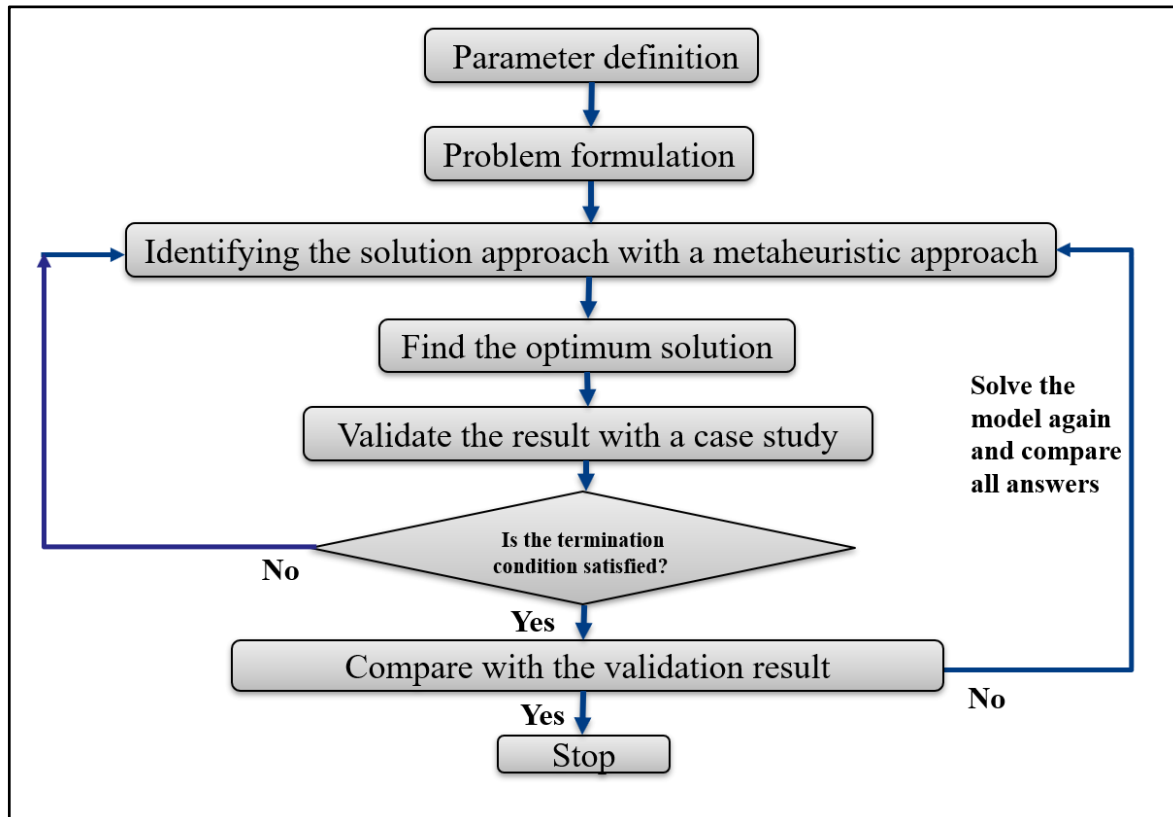 Parameter definition
Problem formulation
Identifying the solution approach with a metaheuristic approach
Find the optimum solution
Validate the result with a case study
Solve the
model again
and compare
all answers
Is the termination
condition satisfied?
No
Yes
Compare with the validation result
No
Yes
Stop